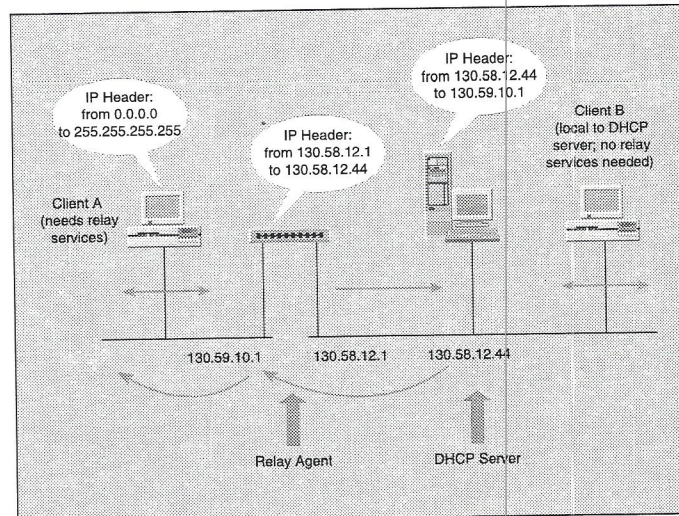 IP Header:
from 0.0.0.0
to 255.255.255.255
IP Header:
from 130.58.12.1
to 130.58.12.44
IP Header:
from 130.58.12.44
to 130.59.10.1
Client A
(needs relay
services)
Client B
(local to DHCP
server; no relay
services needed)
130.59.10.1
130.58.12.1
130.58.12.44
Relay Agent
DHCP Server